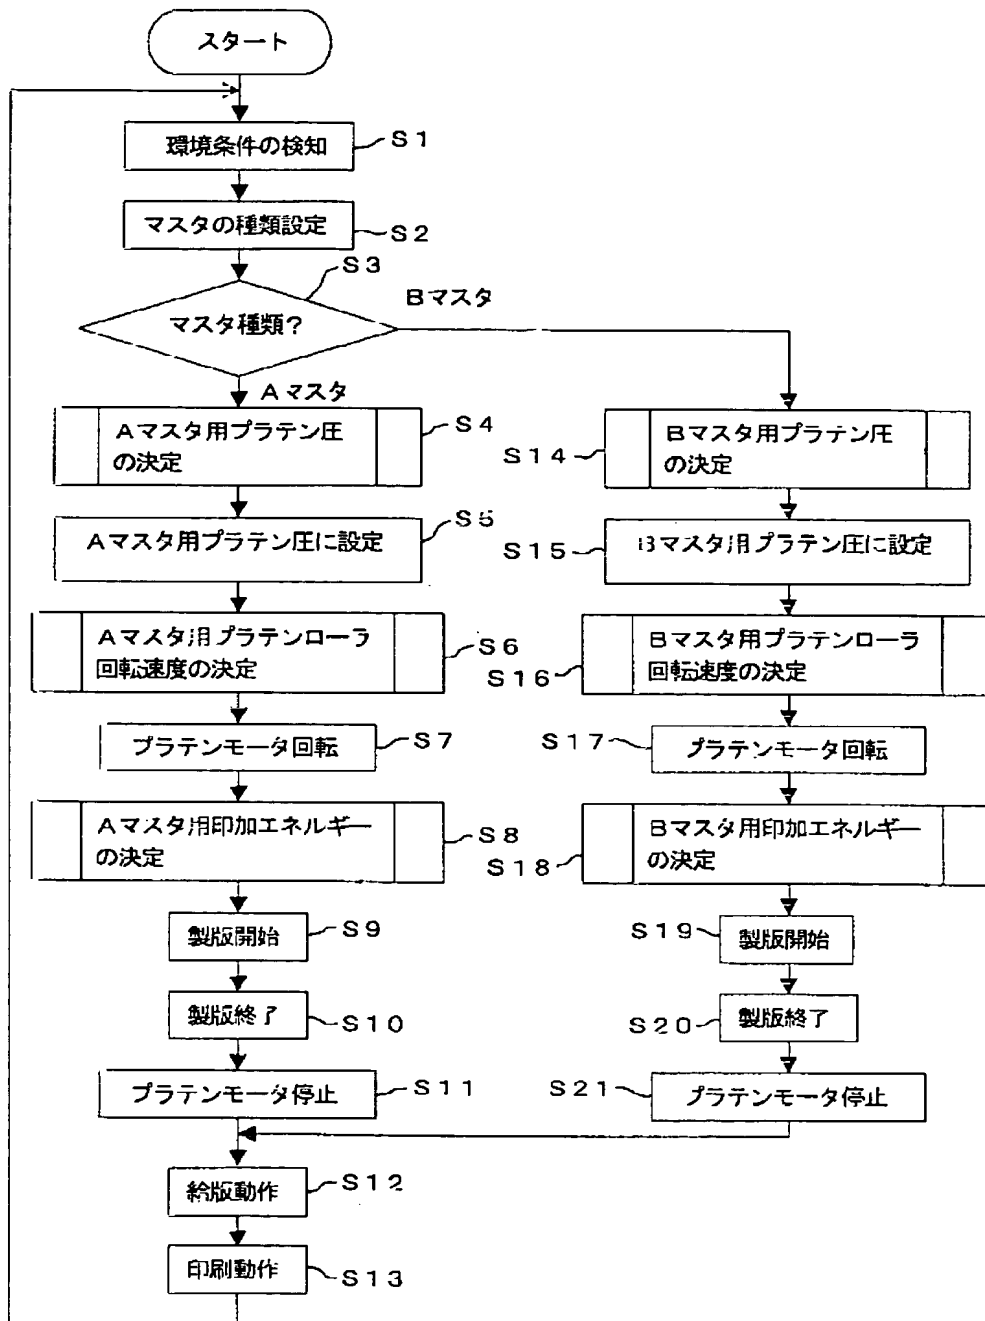 スタート
環境条件の検知
S1
マスタの種類設定
S2
S3
マスタ種類?
Bマスタ
Aマスタ
Aマスタ用プラテン圧
の決定
S4
Aマスタ用プラテン圧に設定
S5
Aマスタ用プラテンローラ
回転速度の決定
S6
プラテンモータ回転
S7
Aマスタ用印加エネルギー
の決定
S8
製版開始
S9
製版終了
S10
プラテンモータ停止
S11
Bマスタ用プラテン圧
の決定
S14
Bマスタ用プラテン圧に設定
S15
Bマスタ用プラテンローラ
回転速度の決定
S16
プラテンモータ回転
S17
Bマスタ用印加エネルギー
の決定
S18
製版開始
S19
製版終了
S20
プラテンモータ停止
S21
給版動作
S12
印刷動作
S13